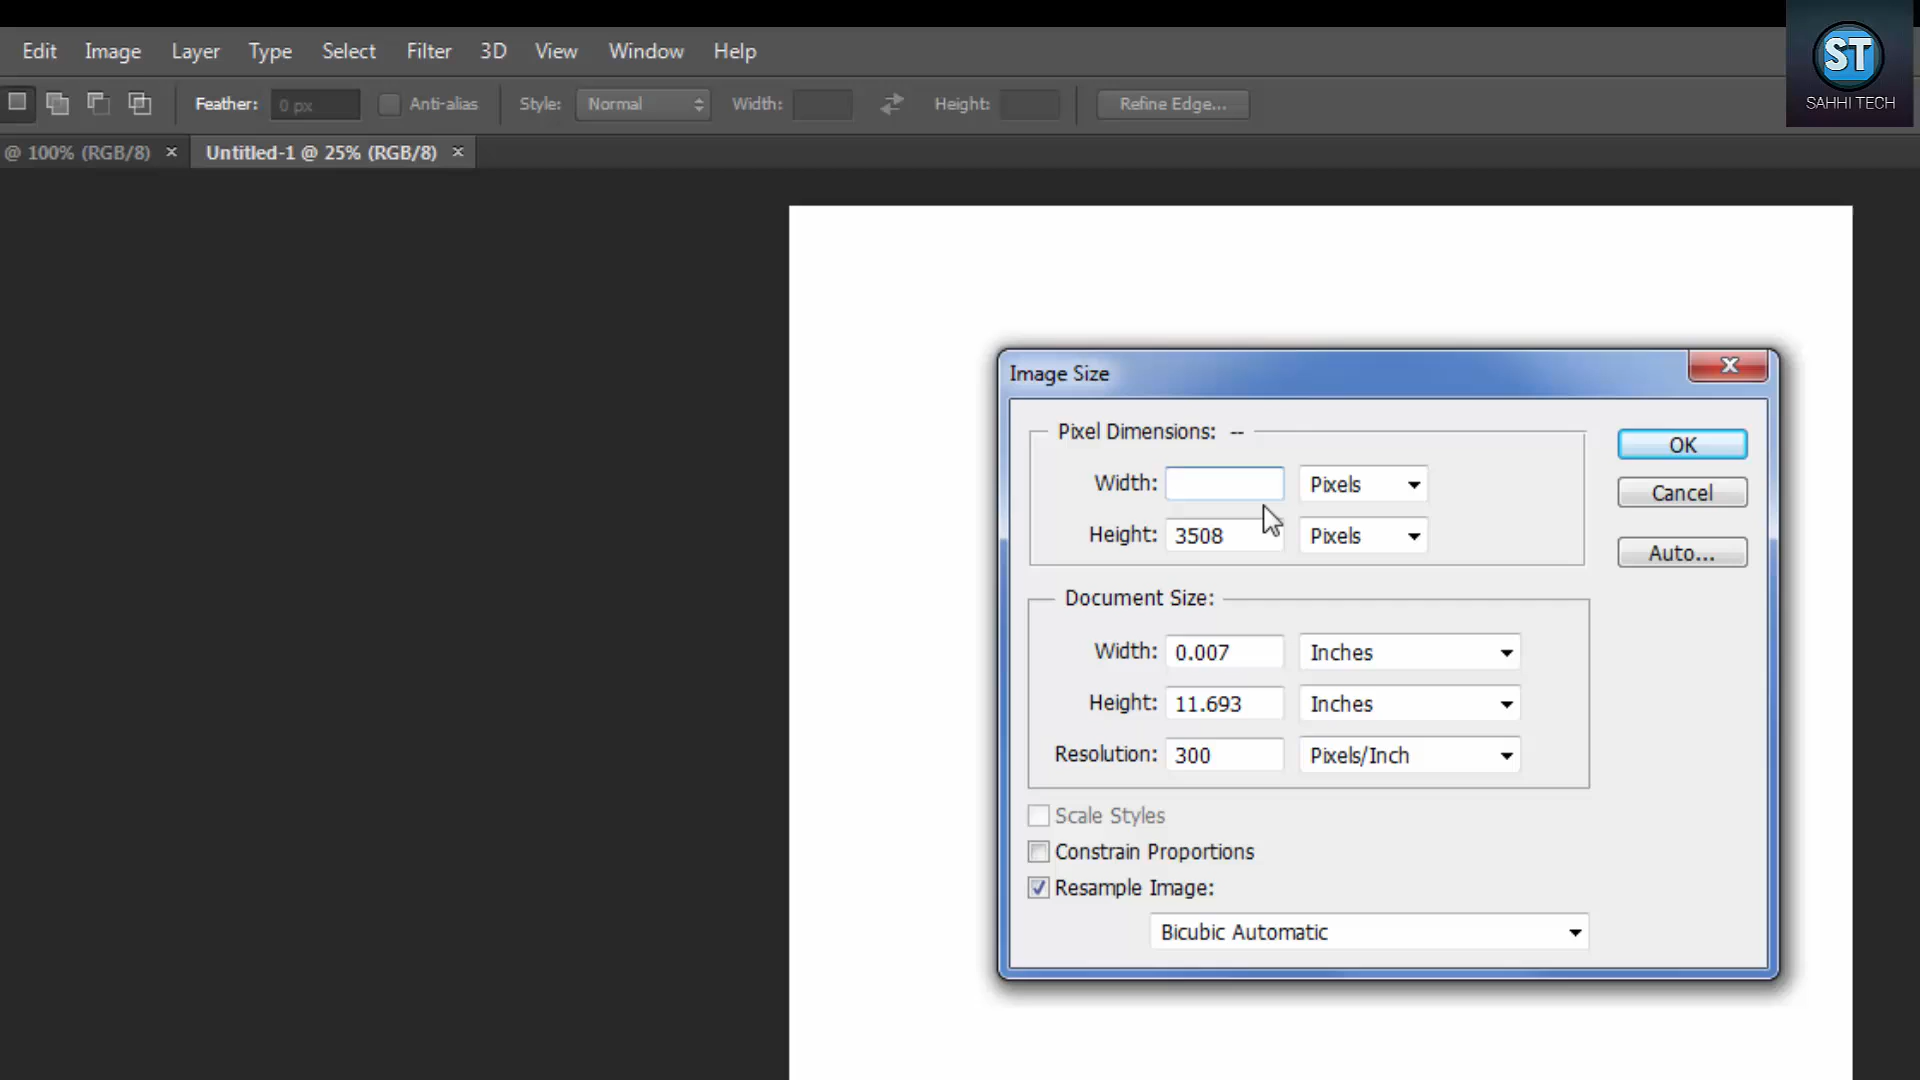 Edit Image Layer Type Select Filter 3D View Window Help
ST
SAHHI TECH
Feather: 0 px Anti-alias Style: Normal Width: Height: Refine Edge...
@ 100% (RGB/8) × Untitled-1 @ 25% (RGB/8) ×
Image Size
Pixel Dimensions: --
Width: Pixels
Height: 3508 Pixels
OK
Cancel
Auto...
Document Size:
Width: 0.007 Inches
Height: 11.693 Inches
Resolution: 300 Pixels/Inch
Scale Styles
Constrain Proportions
Resample Image:
Bicubic Automatic